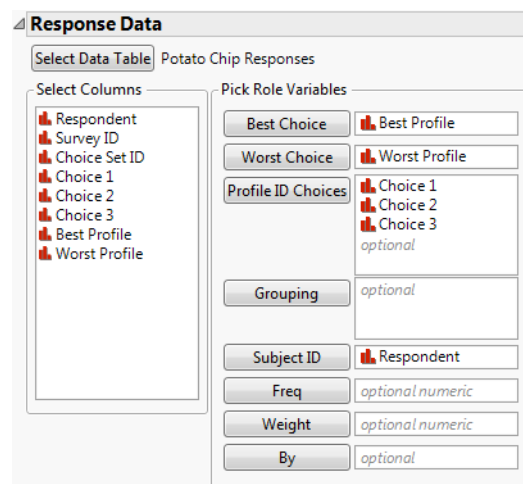 Response Data
Select Data Table Potato Chip Responses
Select Columns
Respondent
Survey ID
Choice Set ID
Choice 1
Choice 2
Choice 3
Best Profile
Worst Profile
Pick Role Variables
Best Choice Best Profile
Worst Choice Worst Profile
Profile ID Choices Choice 1
Choice 2
Choice 3
optional
Grouping optional
Subject ID Respondent
Freq optional numeric
Weight optional numeric
By optional